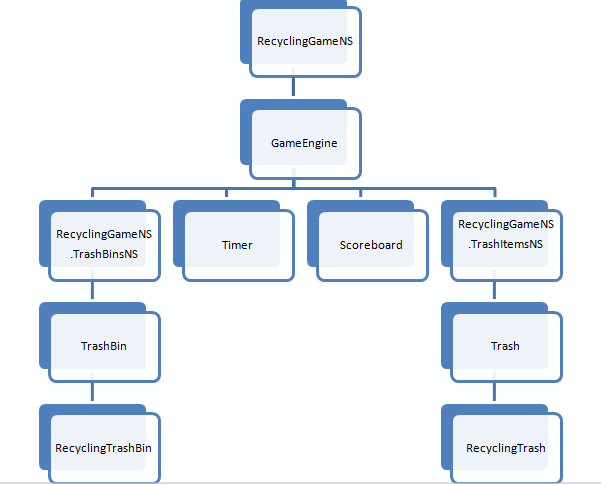 RecyclingGameNS
GameEngine
RecyclingGameNS
.TrashBinsNS
Timer
Scoreboard
RecyclingGameNS
.TrashItemsNS
TrashBin
Trash
RecyclingTrashBin
RecyclingTrash